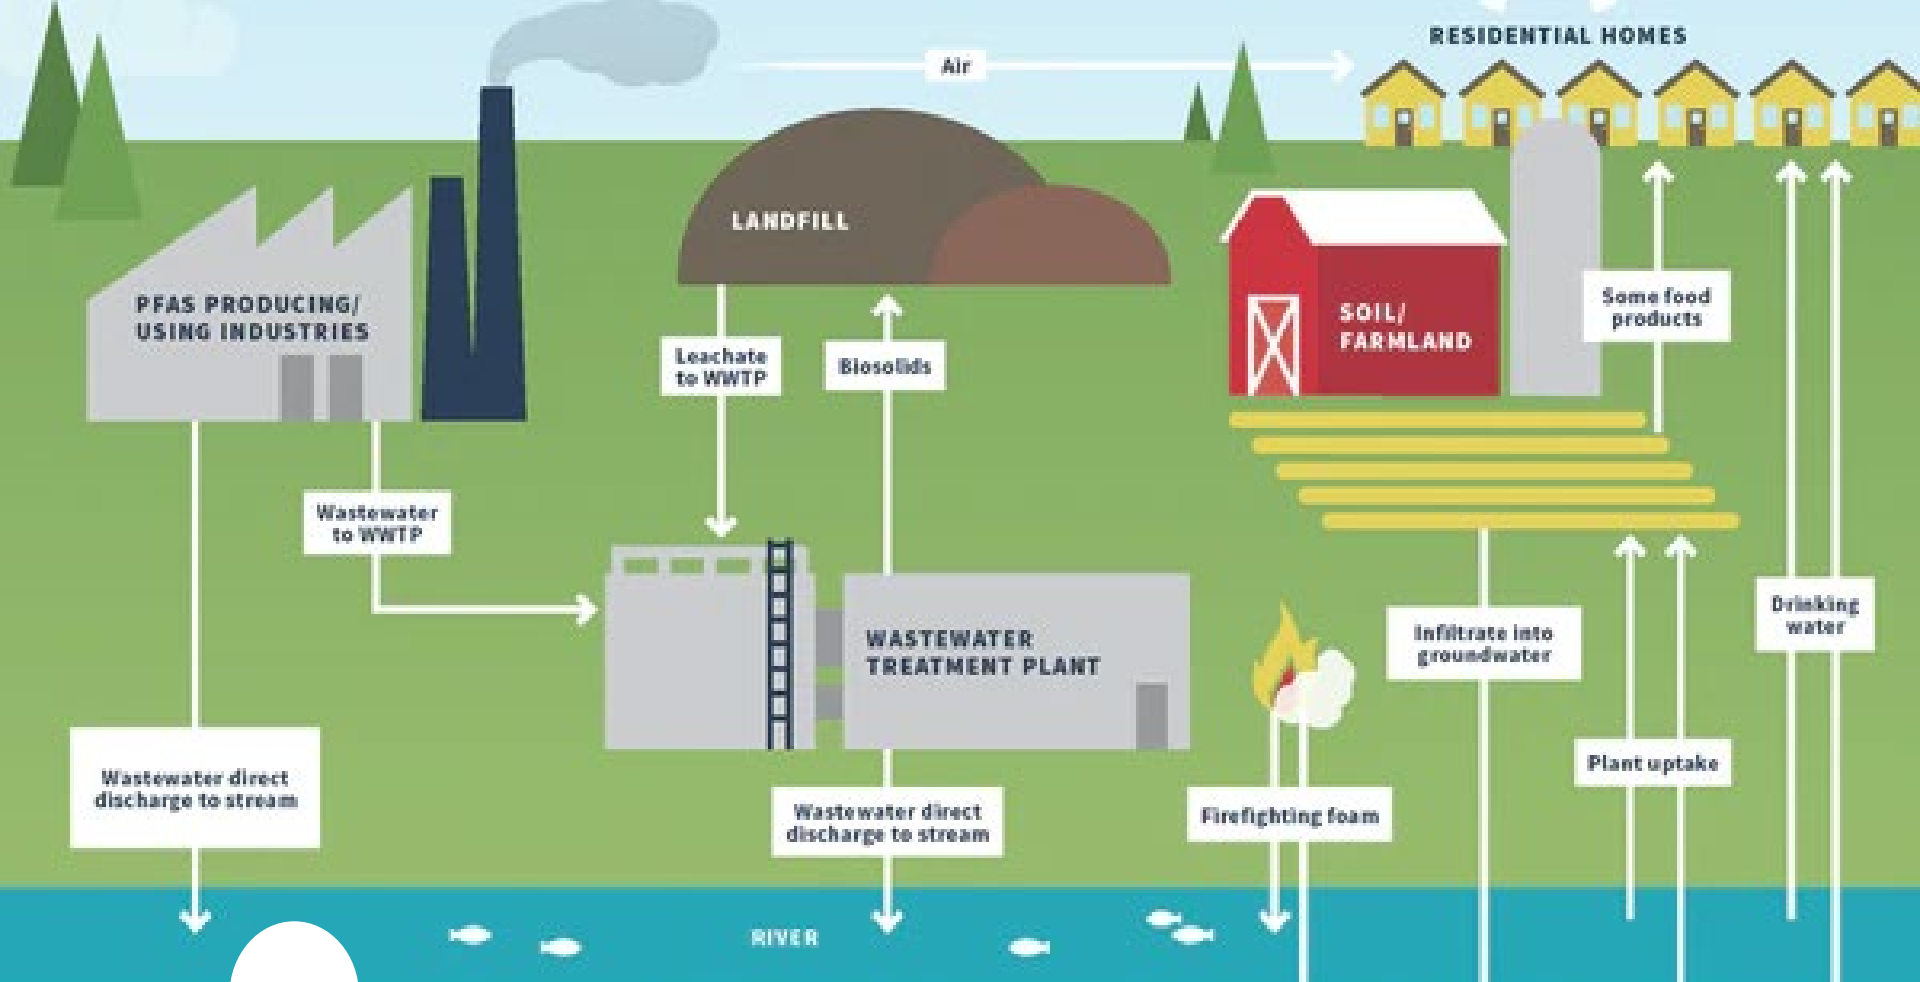 RESIDENTIAL HOMES
Air
LANDFILL
PFAS PRODUCING/
USING INDUSTRIES
SOIL/
FARMLAND
Some food
products
Leachate
to WWTP
Biosolids
Wastewater
to WWTP
WASTEWATER
TREATMENT PLANT
Infiltrate into
groundwater
Drinking
water
Plant uptake
Wastewater direct
discharge to stream
Wastewater direct
discharge to stream
Firefighting foam
RIVER